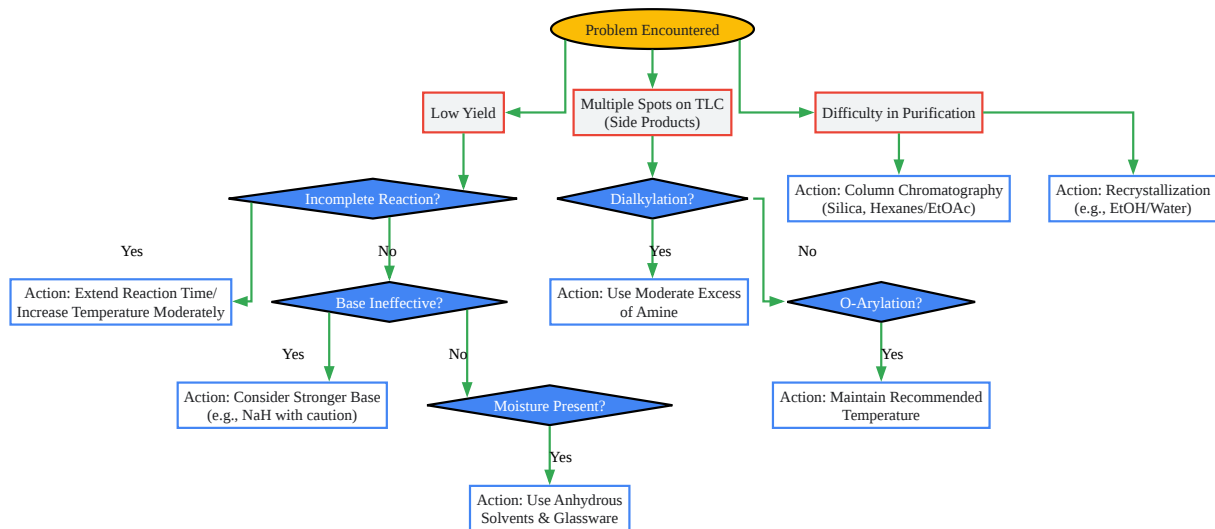 Problem Encountered
Low Yield
Multiple Spots on TLC
(Side Products)
Difficulty in Purification
Incomplete Reaction?
Dialkylation?
Action: Column Chromatography
(Silica, Hexanes/EtOAc)
Action: Recrystallization
(e.g., EtOH/Water)
Yes
No
Yes
No
Action: Extend Reaction Time/
Increase Temperature Moderately
Base Ineffective?
Action: Use Moderate Excess
of Amine
O-Arylation?
Yes
No
Yes
Action: Consider Stronger Base
(e.g., NaH with caution)
Moisture Present?
Action: Maintain Recommended
Temperature
Yes
Action: Use Anhydrous
Solvents & Glassware